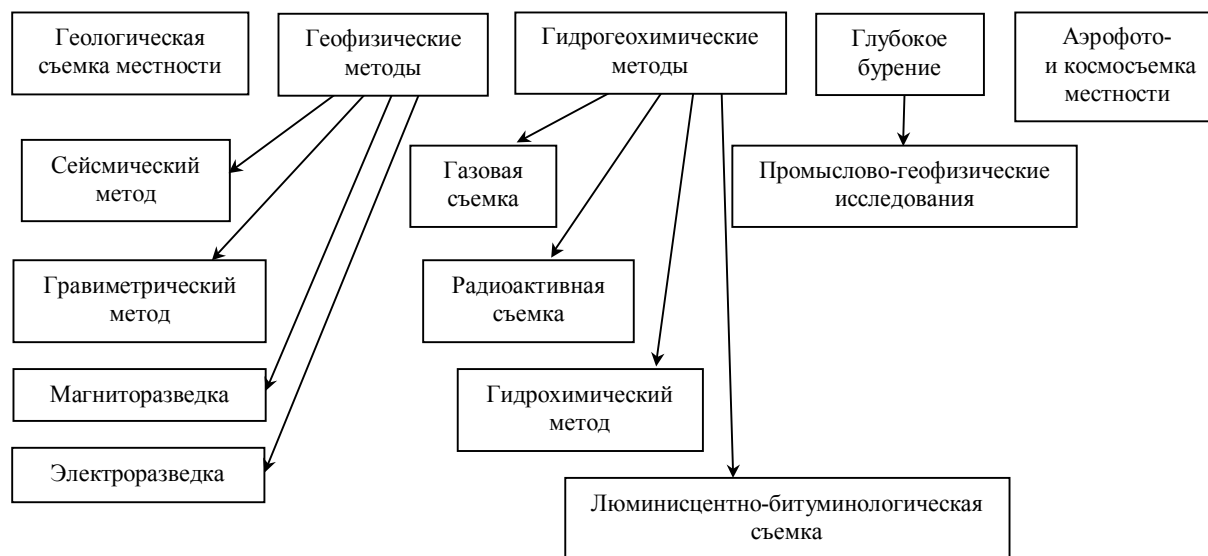 Геологическая
съемка местности
Геофизические
методы
Гидрогеохимические
методы
Глубокое
бурение
Аэрофото-
и космосъемка
местности
Сейсмический
метод
Газовая
съемка
Промыслово-геофизические
исследования
Гравиметрический
метод
Радиоактивная
съемка
Магниторазведка
Гидрохимический
метод
Электроразведка
Люминисцентно-битуминологическая
съемка